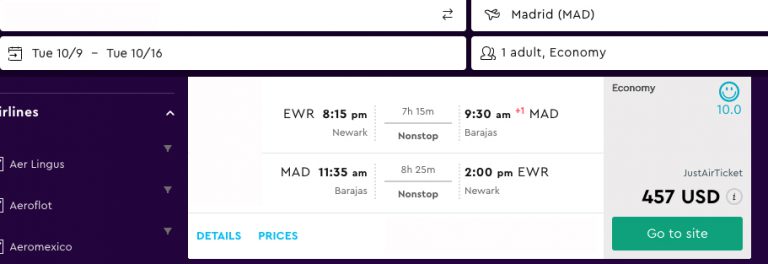 Madrid (MAD)
Tue 10/9 – Tue 10/16
1 adult, Economy
irlines
Aer Lingus
Aeroflot
Aeromexico
EWR 8:15 pm 7h 15m 9:30 am +1 MAD
Newark Nonstop Barajas
MAD 11:35 am 8h 25m 2:00 pm EWR
Barajas Nonstop Newark
DETAILS PRICES
Economy
10.0
JustAirTicket
457 USD i
Go to site